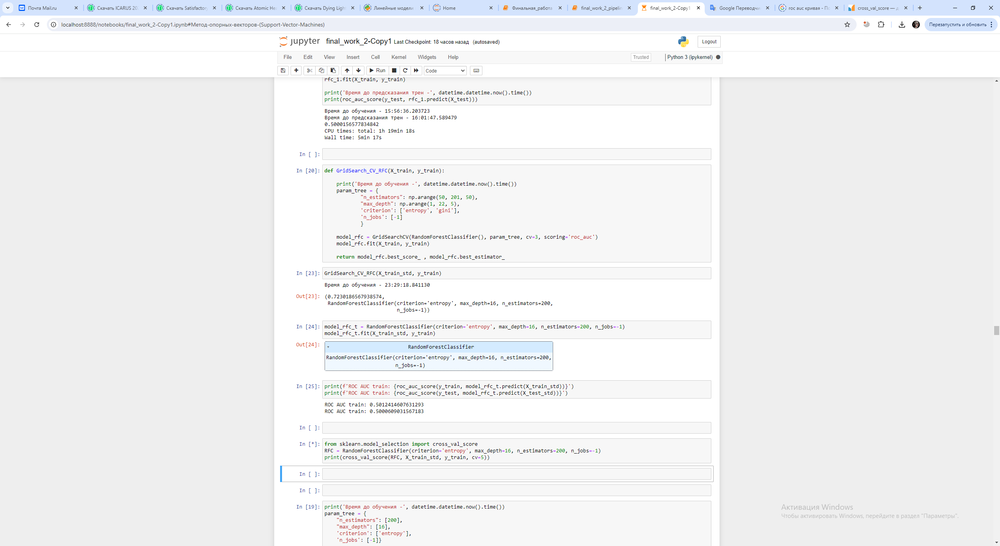 Почта Mail.ru
Скачать ICARUS 202
Скачать Satisfactory
Скачать Atomic Hea
Скачать Dying Light
Линейные модели
Home
Финальная_работа
final_work_2_pipelin
final_work_2-Copy1
Google Переводчик
roc auc кривая - По
cross_val_score — д
localhost:8888/notebooks/final_work_2-Copy1.ipynb#Метод-опорных-векторов-(Support-Vector-Machines)
Перезапустить и обновить
jupyter final_work_2-Copy1 Last Checkpoint: 18 часов назад (autosaved)
Logout
File Edit View Insert Cell Kernel Widgets Help
Trusted
Python 3 (ipykernel)
Run
Code
rfc_1.fit(X_train, y_train)
print('Время до предсказания трен -', datetime.datetime.now().time())
print(roc_auc_score(y_test, rfc_1.predict(X_test)))
Время до обучения - 15:56:36.203723
Время до предсказания трен - 16:01:47.589479
0.5000156577834842
CPU times: total: 1h 19min 18s
Wall time: 5min 17s
In [ ]:
In [20]: def GridSearch_CV_RFC(X_train, y_train):
print('Время до обучения -', datetime.datetime.now().time())
param_tree = {
"n_estimators": np.arange(50, 201, 50),
"max_depth": np.arange(1, 22, 5),
'criterion': ['entropy', 'gini'],
'n_jobs': [-1]
}
model_rfc = GridSearchCV(RandomForestClassifier(), param_tree, cv=3, scoring='roc_auc')
model_rfc.fit(X_train, y_train)
return model_rfc.best_score_ , model_rfc.best_estimator_
In [23]: GridSearch_CV_RFC(X_train_std, y_train)
Время до обучения - 23:29:18.841130
Out[23]: (0.7230186567938574,
RandomForestClassifier(criterion='entropy', max_depth=16, n_estimators=200,
n_jobs=-1))
In [24]: model_rfc_t = RandomForestClassifier(criterion='entropy', max_depth=16, n_estimators=200, n_jobs=-1)
model_rfc_t.fit(X_train_std, y_train)
Out[24]: RandomForestClassifier
RandomForestClassifier(criterion='entropy', max_depth=16, n_estimators=200,
n_jobs=-1)
In [25]: print(f'ROC AUC train: {roc_auc_score(y_train, model_rfc_t.predict(X_train_std))}')
print(f'ROC AUC train: {roc_auc_score(y_test, model_rfc_t.predict(X_test_std))}')
ROC AUC train: 0.5012414607631293
ROC AUC train: 0.5000609031567183
In [ ]:
In [*]: from sklearn.model_selection import cross_val_score
RFC = RandomForestClassifier(criterion='entropy', max_depth=16, n_estimators=200, n_jobs=-1)
print(cross_val_score(RFC, X_train_std, y_train, cv=5))
In [ ]:
In [ ]:
In [19]: print('Время до обучения -', datetime.datetime.now().time())
param_tree = {
"n_estimators": [200],
"max_depth": [16],
'criterion': ['entropy'],
'n_jobs': [-1]}
Активация Windows
Чтобы активировать Windows, перейдите в раздел "Параметры".